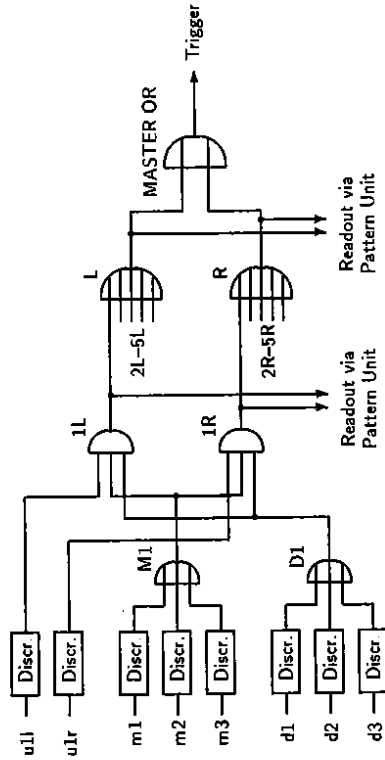 u1l
Discr.
u1r
Discr.
m1
Discr.
m2
Discr.
m3
Discr.
d1
Discr.
d2
Discr.
d3
Discr.
M1
D1
1L
1R
Readout via
Pattern Unit
L
2L–5L
R
2R–5R
Readout via
Pattern Unit
MASTER OR
Trigger